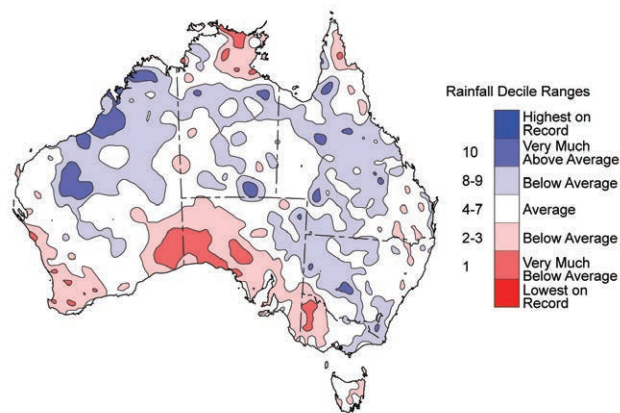 Rainfall Decile Ranges
Highest on
Record
10 Very Much
Above Average
8-9 Below Average
4-7 Average
2-3 Below Average
1 Very Much
Below Average
Lowest on
Record